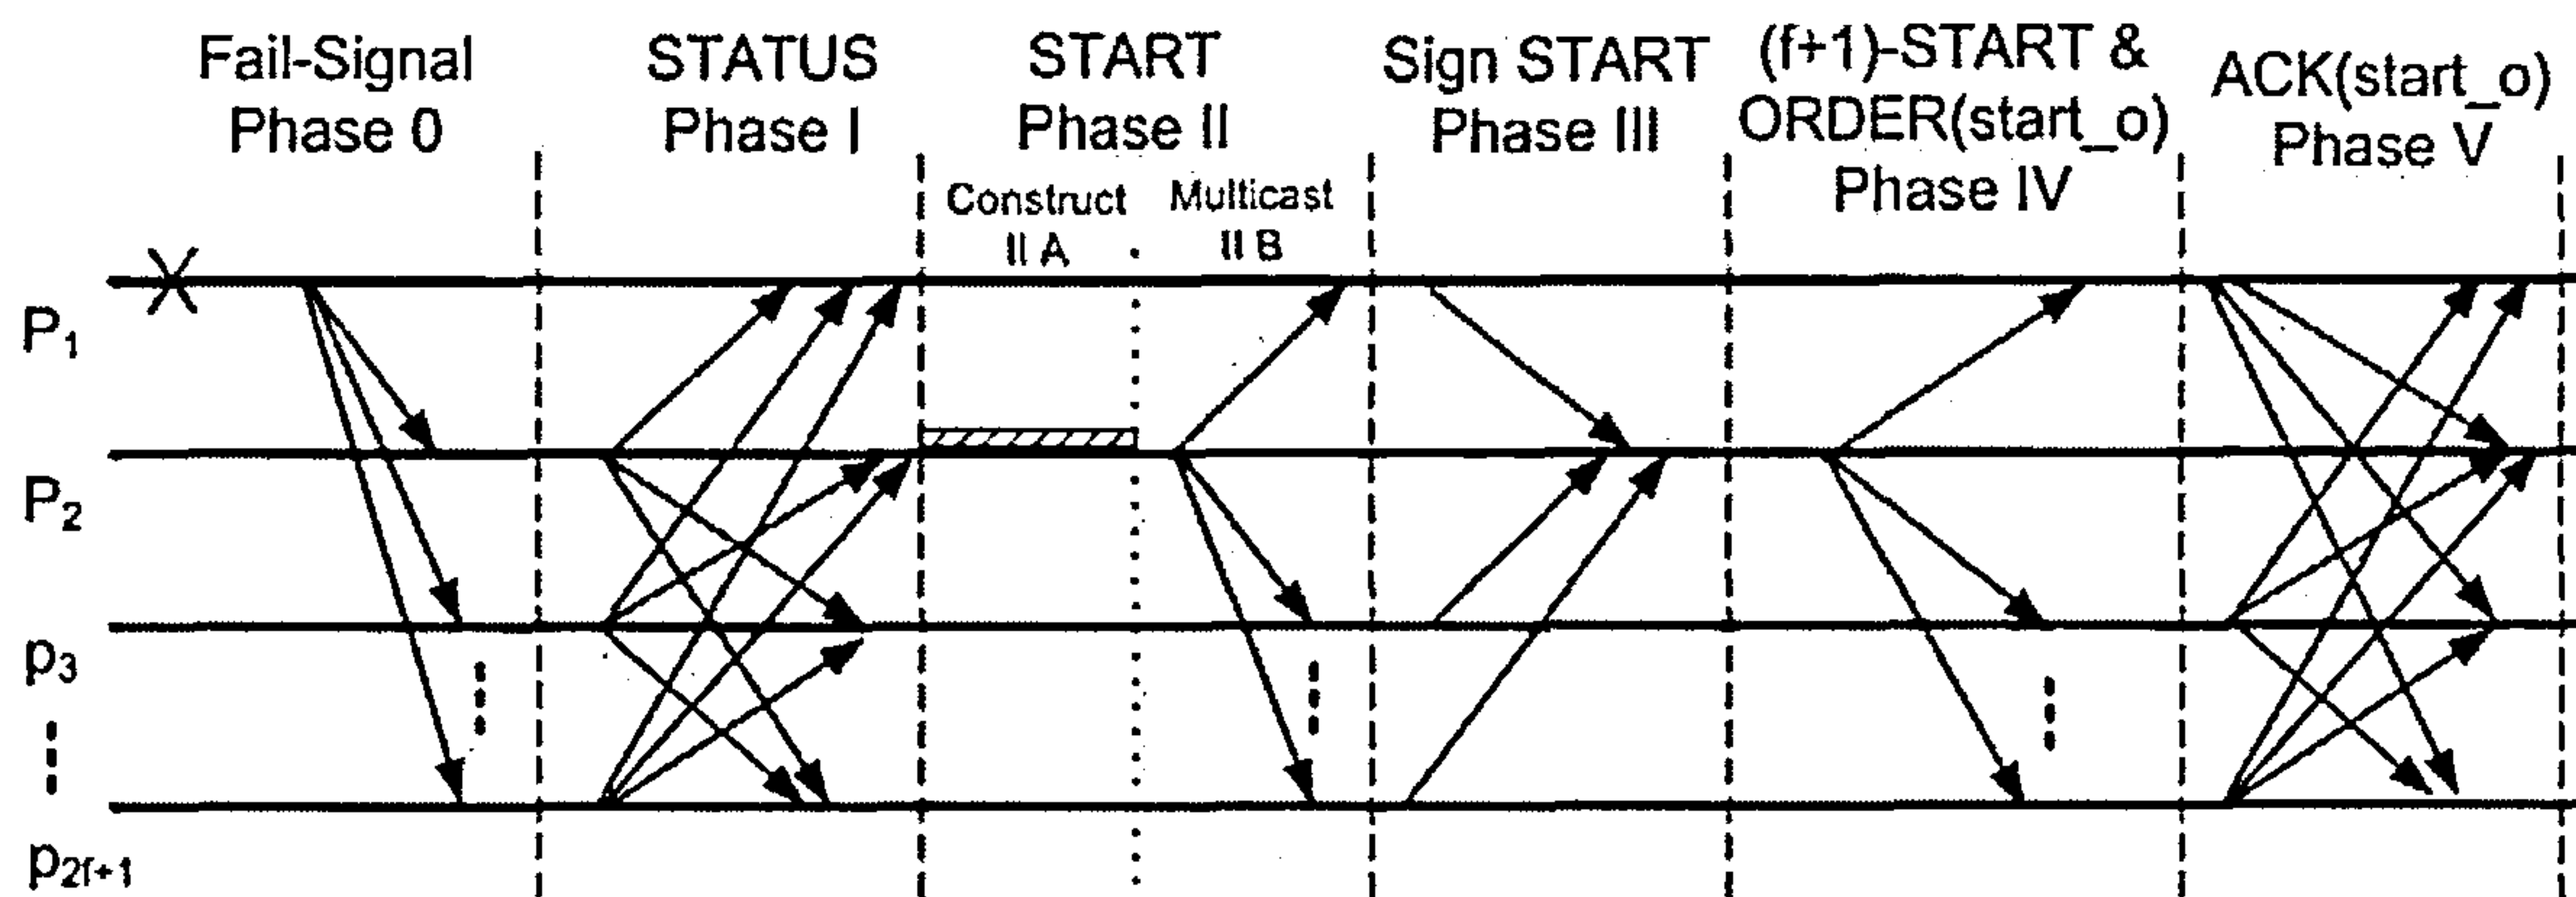 Fail-Signal
Phase 0
STATUS
Phase I
START
Phase II
Construct
II A
Multicast
II B
Sign START
Phase III
(f+1)-START &
ORDER(start_o)
Phase IV
ACK(start_o)
Phase V
P1
P2
p3
p2f+1